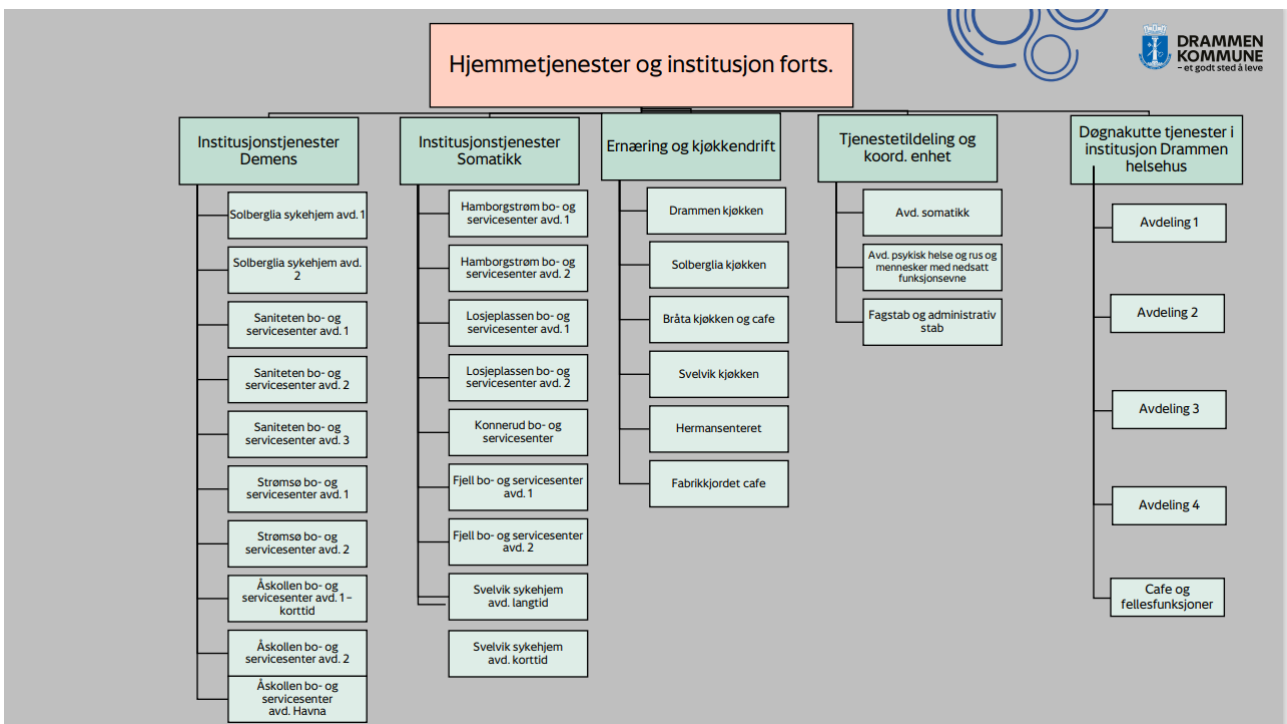 Hjemmetjenester og institusjon forts.
DRAMMEN
KOMMUNE
– et godt sted å leve
Institusjonstjenester
Demens
Solberglia sykehjem avd. 1
Solberglia sykehjem avd.
2
Saniteten bo- og
servicesenter avd. 1
Saniteten bo- og
servicesenter avd. 2
Saniteten bo- og
servicesenter avd. 3
Strømsø bo- og
servicesenter avd. 1
Strømsø bo- og
servicesenter avd. 2
Åskollen bo- og
servicesenter avd. 1 –
korttid
Åskollen bo- og
servicesenter avd. 2
Åskollen bo- og
servicesenter
avd. Havna
Institusjonstjenester
Somatikk
Hamborgstrøm bo- og
servicesenter avd. 1
Hamborgstrøm bo- og
servicesenter avd. 2
Losjeplassen bo- og
servicesenter avd. 1
Losjeplassen bo- og
servicesenter avd. 2
Konnerud bo- og
servicesenter
Fjell bo- og servicesenter
avd. 1
Fjell bo- og servicesenter
avd. 2
Svelvik sykehjem
avd. langtid
Svelvik sykehjem
avd. korttid
Ernæring og kjøkkendrift
Drammen kjøkken
Solberglia kjøkken
Bråta kjøkken og cafe
Svelvik kjøkken
Hermansenteret
Fabrikkjordet cafe
Tjenestetildeling og
koord. enhet
Avd. somatikk
Avd. psykisk helse og rus og
mennesker med nedsatt
funksjonsevne
Fagstab og administrativ
stab
Døgnakutte tjenester i
institusjon Drammen
helsehus
Avdeling 1
Avdeling 2
Avdeling 3
Avdeling 4
Cafe og
fellesfunksjoner